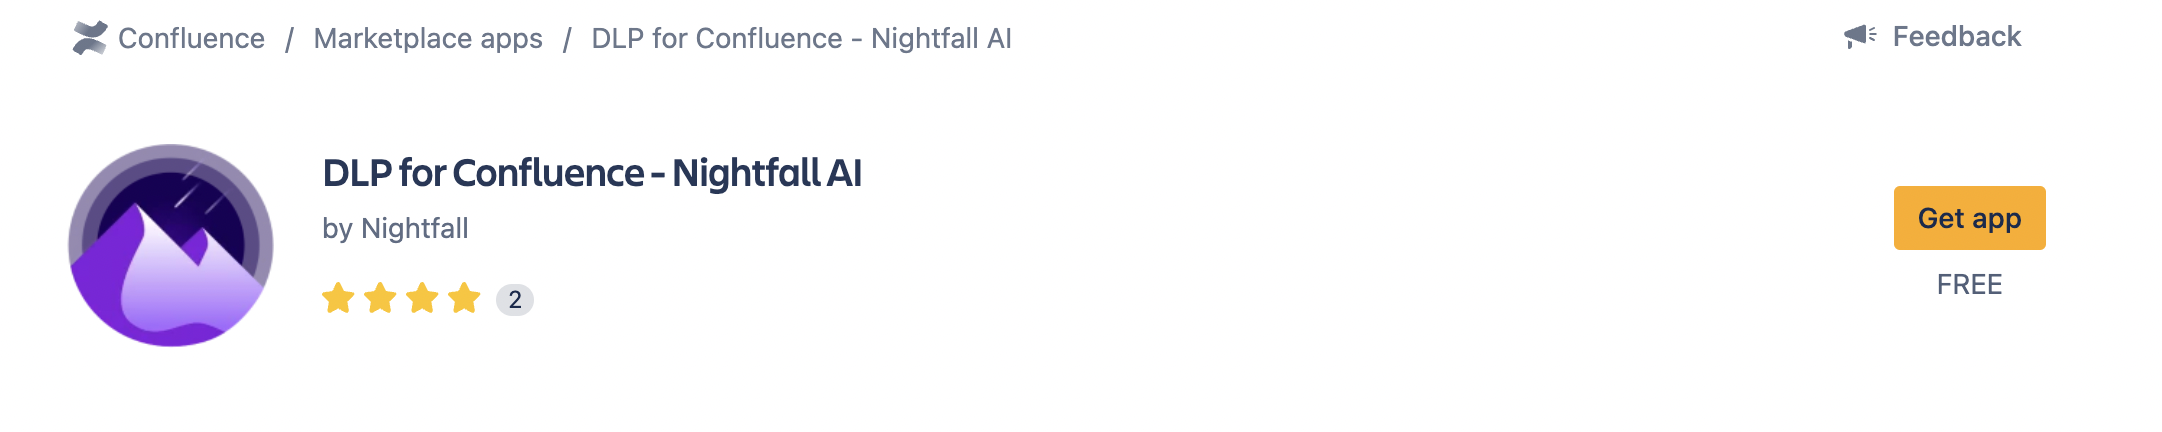 Confluence / Marketplace apps / DLP for Confluence - Nightfall AI
Feedback
DLP for Confluence - Nightfall AI
by Nightfall
2
Get app
FREE